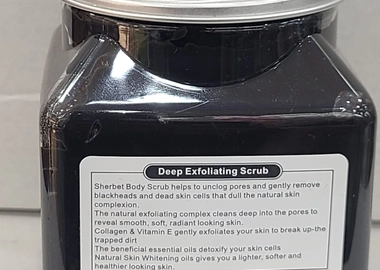 Deep Exfoliating Scrub
Sherbet Body Scrub helps to unclog pores and gently remove
blackheads and dead skin cells that dull the natural skin
complexion.
The natural exfoliating complex cleans deep into the pores to
reveal smooth, soft, radiant looking skin.
Collagen & Vitamin E gently exfoliates your skin to break up-the
trapped dirt
The beneficial essential oils detoxify your skin cells
Natural Skin Whitening oils gives you a lighter, softer and
healthier looking skin.